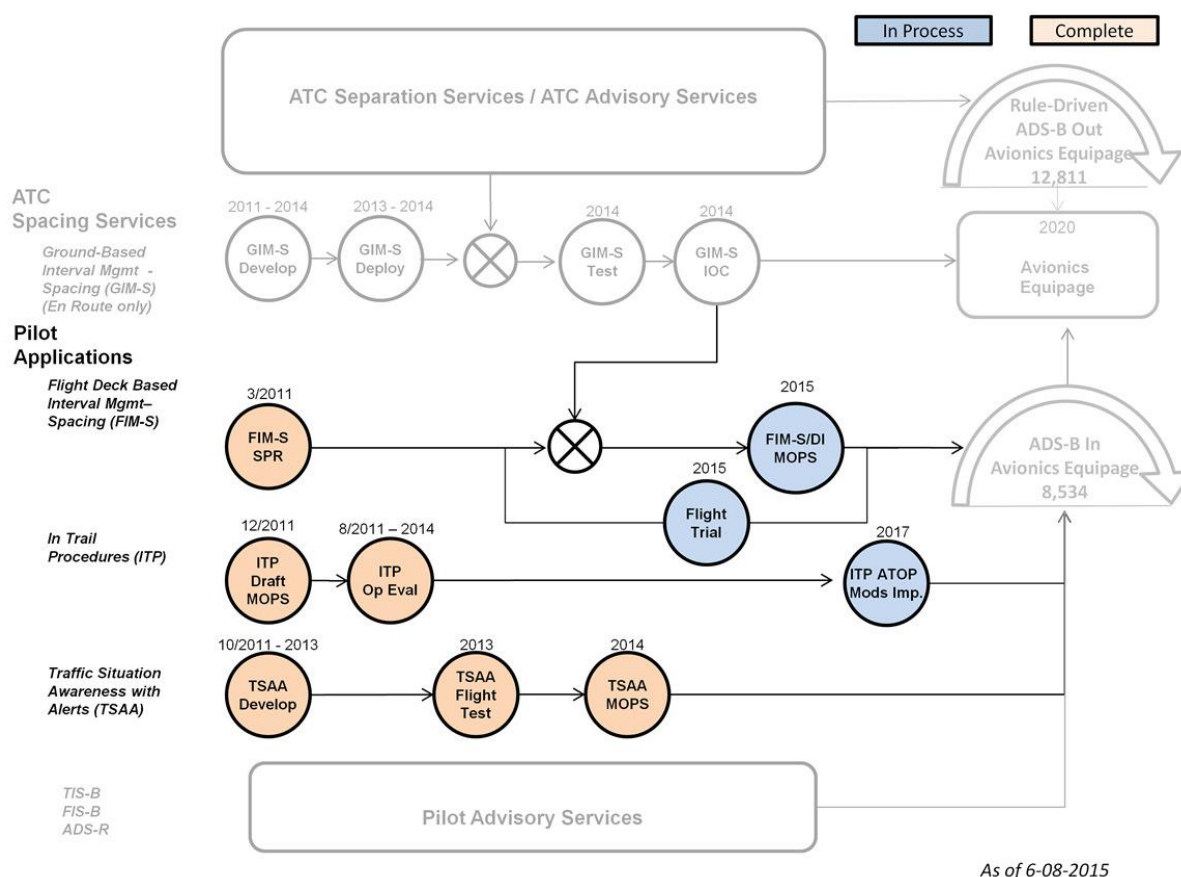 In Process
Complete
ATC Separation Services / ATC Advisory Services
Rule-Driven
ADS-B Out
Avionics Equipage
12,811
ATC
Spacing Services
Ground-Based
Interval Mgmt -
Spacing (GIM-S)
(En Route only)
2011 - 2014
GIM-S
Develop
2013 - 2014
GIM-S
Deploy
2014
GIM-S
Test
2014
GIM-S
IOC
2020
Avionics
Equipage
Pilot
Applications
Flight Deck Based
Interval Mgmt–
Spacing (FIM-S)
3/2011
FIM-S
SPR
2015
FIM-S/DI
MOPS
2015
Flight
Trial
ADS-B In
Avionics Equipage
8,534
In Trail
Procedures (ITP)
12/2011
ITP
Draft
MOPS
8/2011 – 2014
ITP
Op Eval
2017
ITP ATOP
Mods Imp.
Traffic Situation
Awareness with
Alerts (TSAA)
10/2011 - 2013
TSAA
Develop
2013
TSAA
Flight
Test
2014
TSAA
MOPS
TIS-B
FIS-B
ADS-R
Pilot Advisory Services
As of 6-08-2015